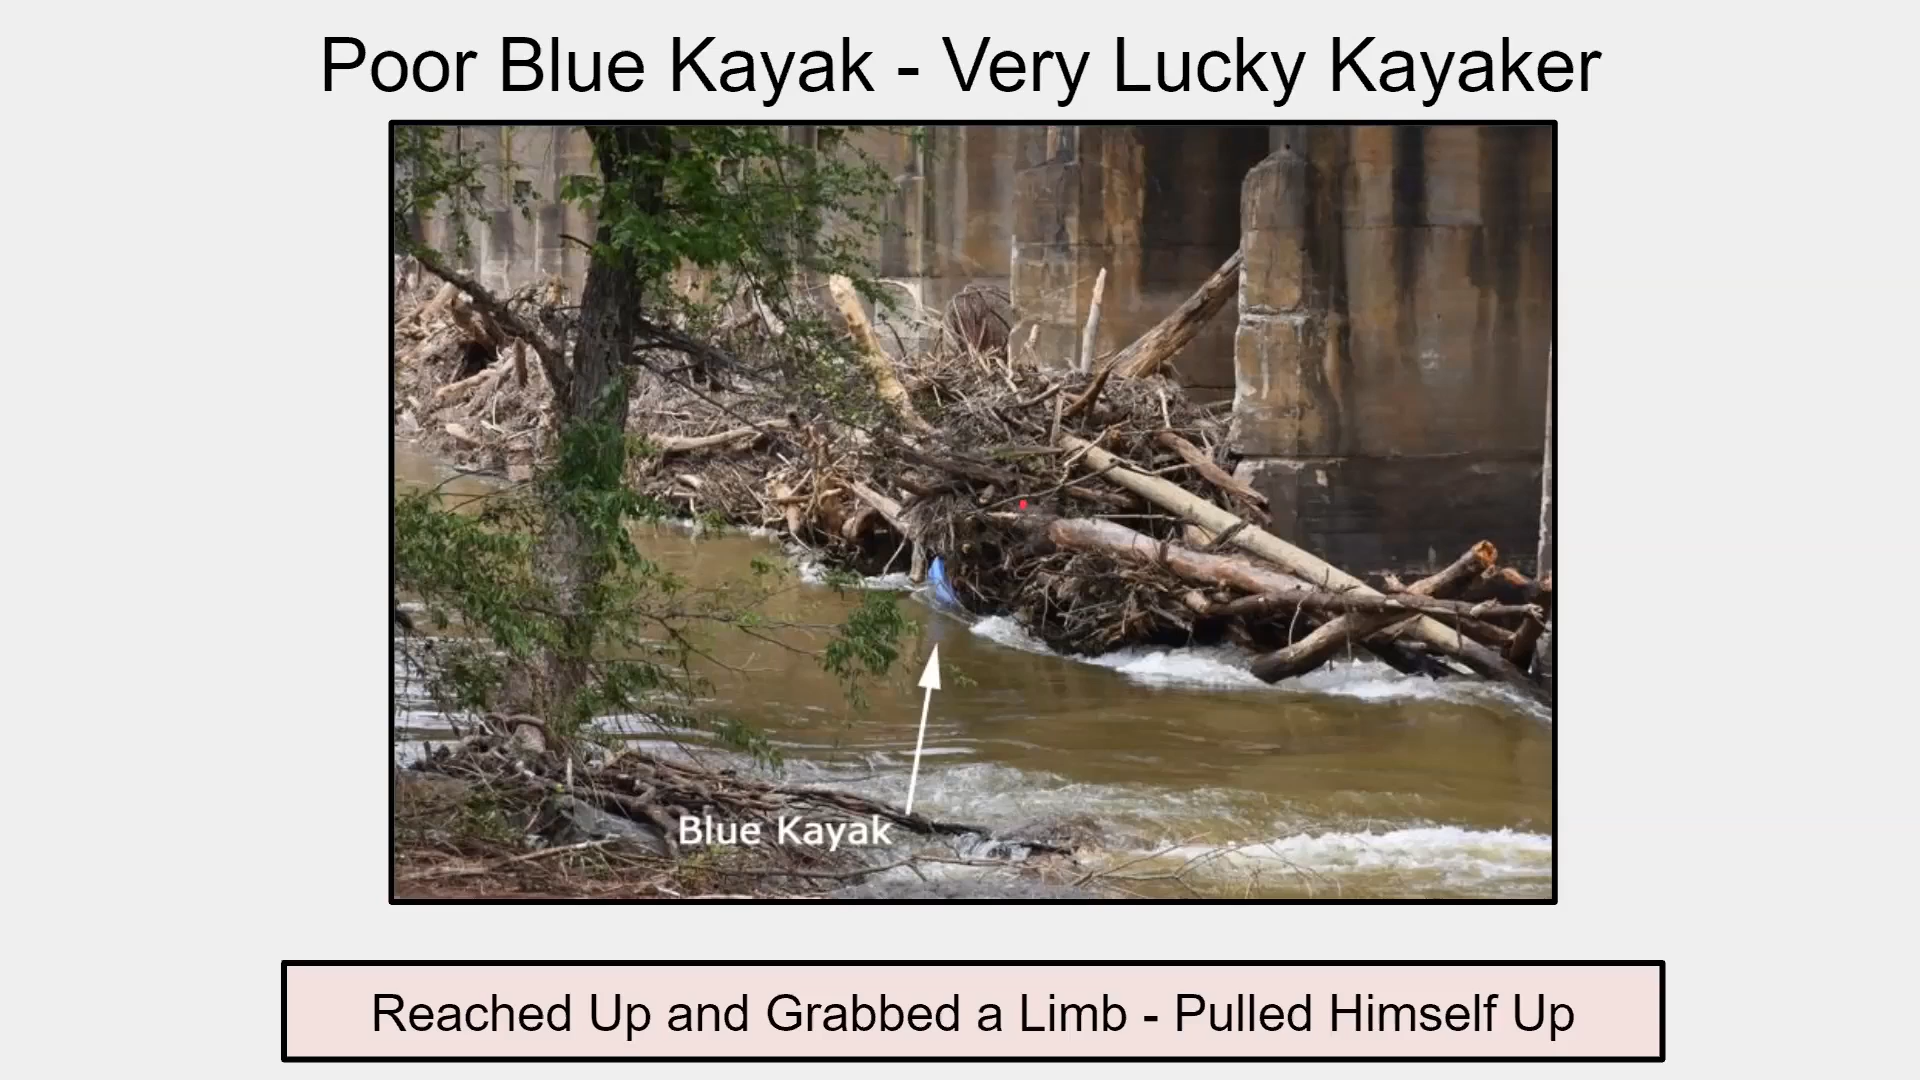 Poor Blue Kayak - Very Lucky Kayaker
Blue Kayak
Reached Up and Grabbed a Limb - Pulled Himself Up